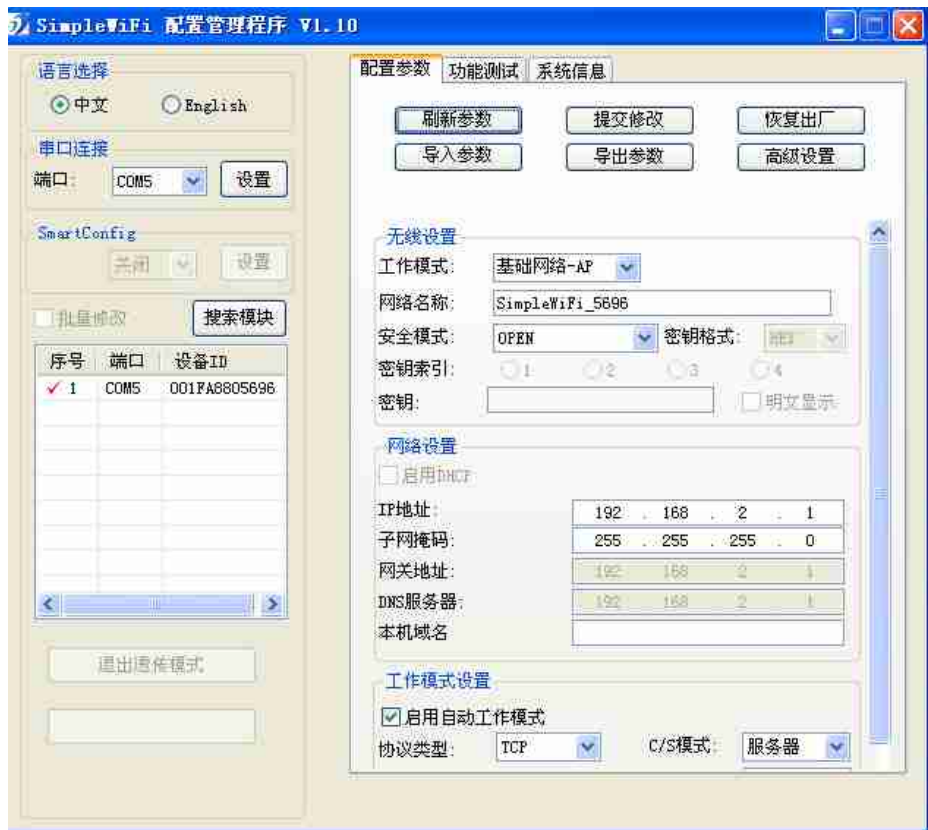 SimpleWiFi 配置管理程序 V1.10
语言选择
中文 English
串口连接
端口: COM5 设置
SmartConfig
关闭 设置
批量修改 搜索模块
序号 端口 设备ID
1 COM5 001FA8805696
退出透传模式
配置参数 功能测试 系统信息
刷新参数 提交修改 恢复出厂
导入参数 导出参数 高级设置
无线设置
工作模式: 基础网络-AP
网络名称: SimpleWiFi_5696
安全模式: OPEN 密钥格式: HEX
密钥索引: 1 2 3 4
密钥: 明文显示
网络设置
启用DHCP
IP地址: 192 . 168 . 2 . 1
子网掩码: 255 . 255 . 255 . 0
网关地址: 192 168 2 1
DNS服务器: 192 168 2 1
本机域名
工作模式设置
启用自动工作模式
协议类型: TCP C/S模式: 服务器